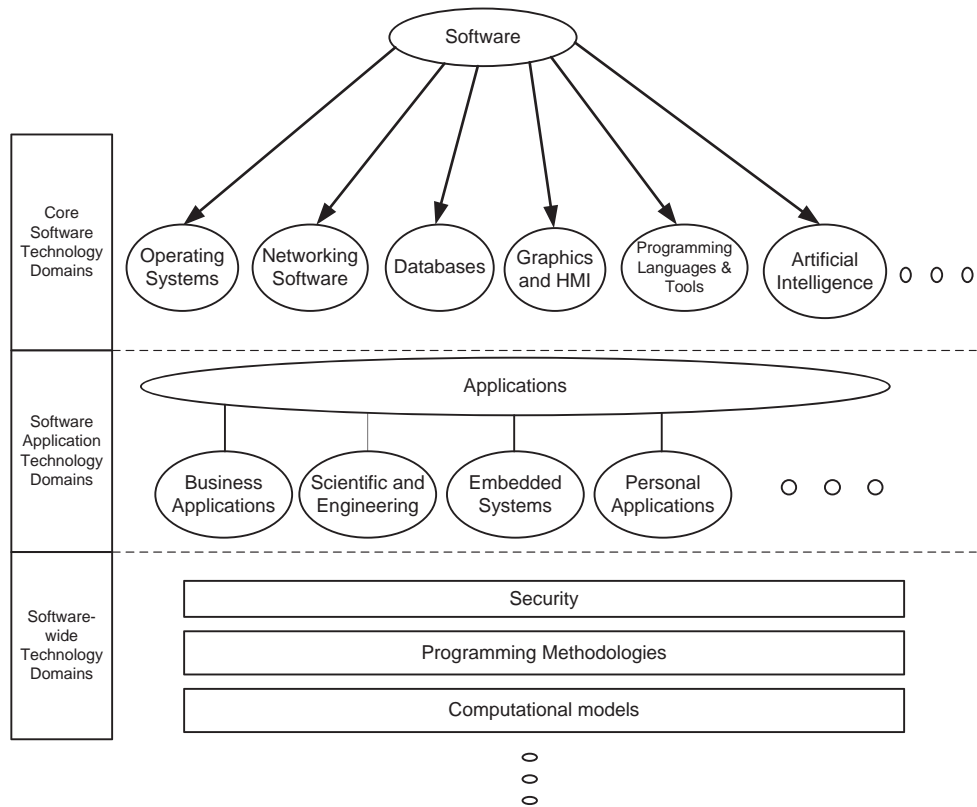 Software
Core
Software
Technology
Domains
Operating
Systems
Networking
Software
Databases
Graphics
and HMI
Programming
Languages &
Tools
Artificial
Intelligence
Software
Application
Technology
Domains
Applications
Business
Applications
Scientific and
Engineering
Embedded
Systems
Personal
Applications
Software-
wide
Technology
Domains
Security
Programming Methodologies
Computational models